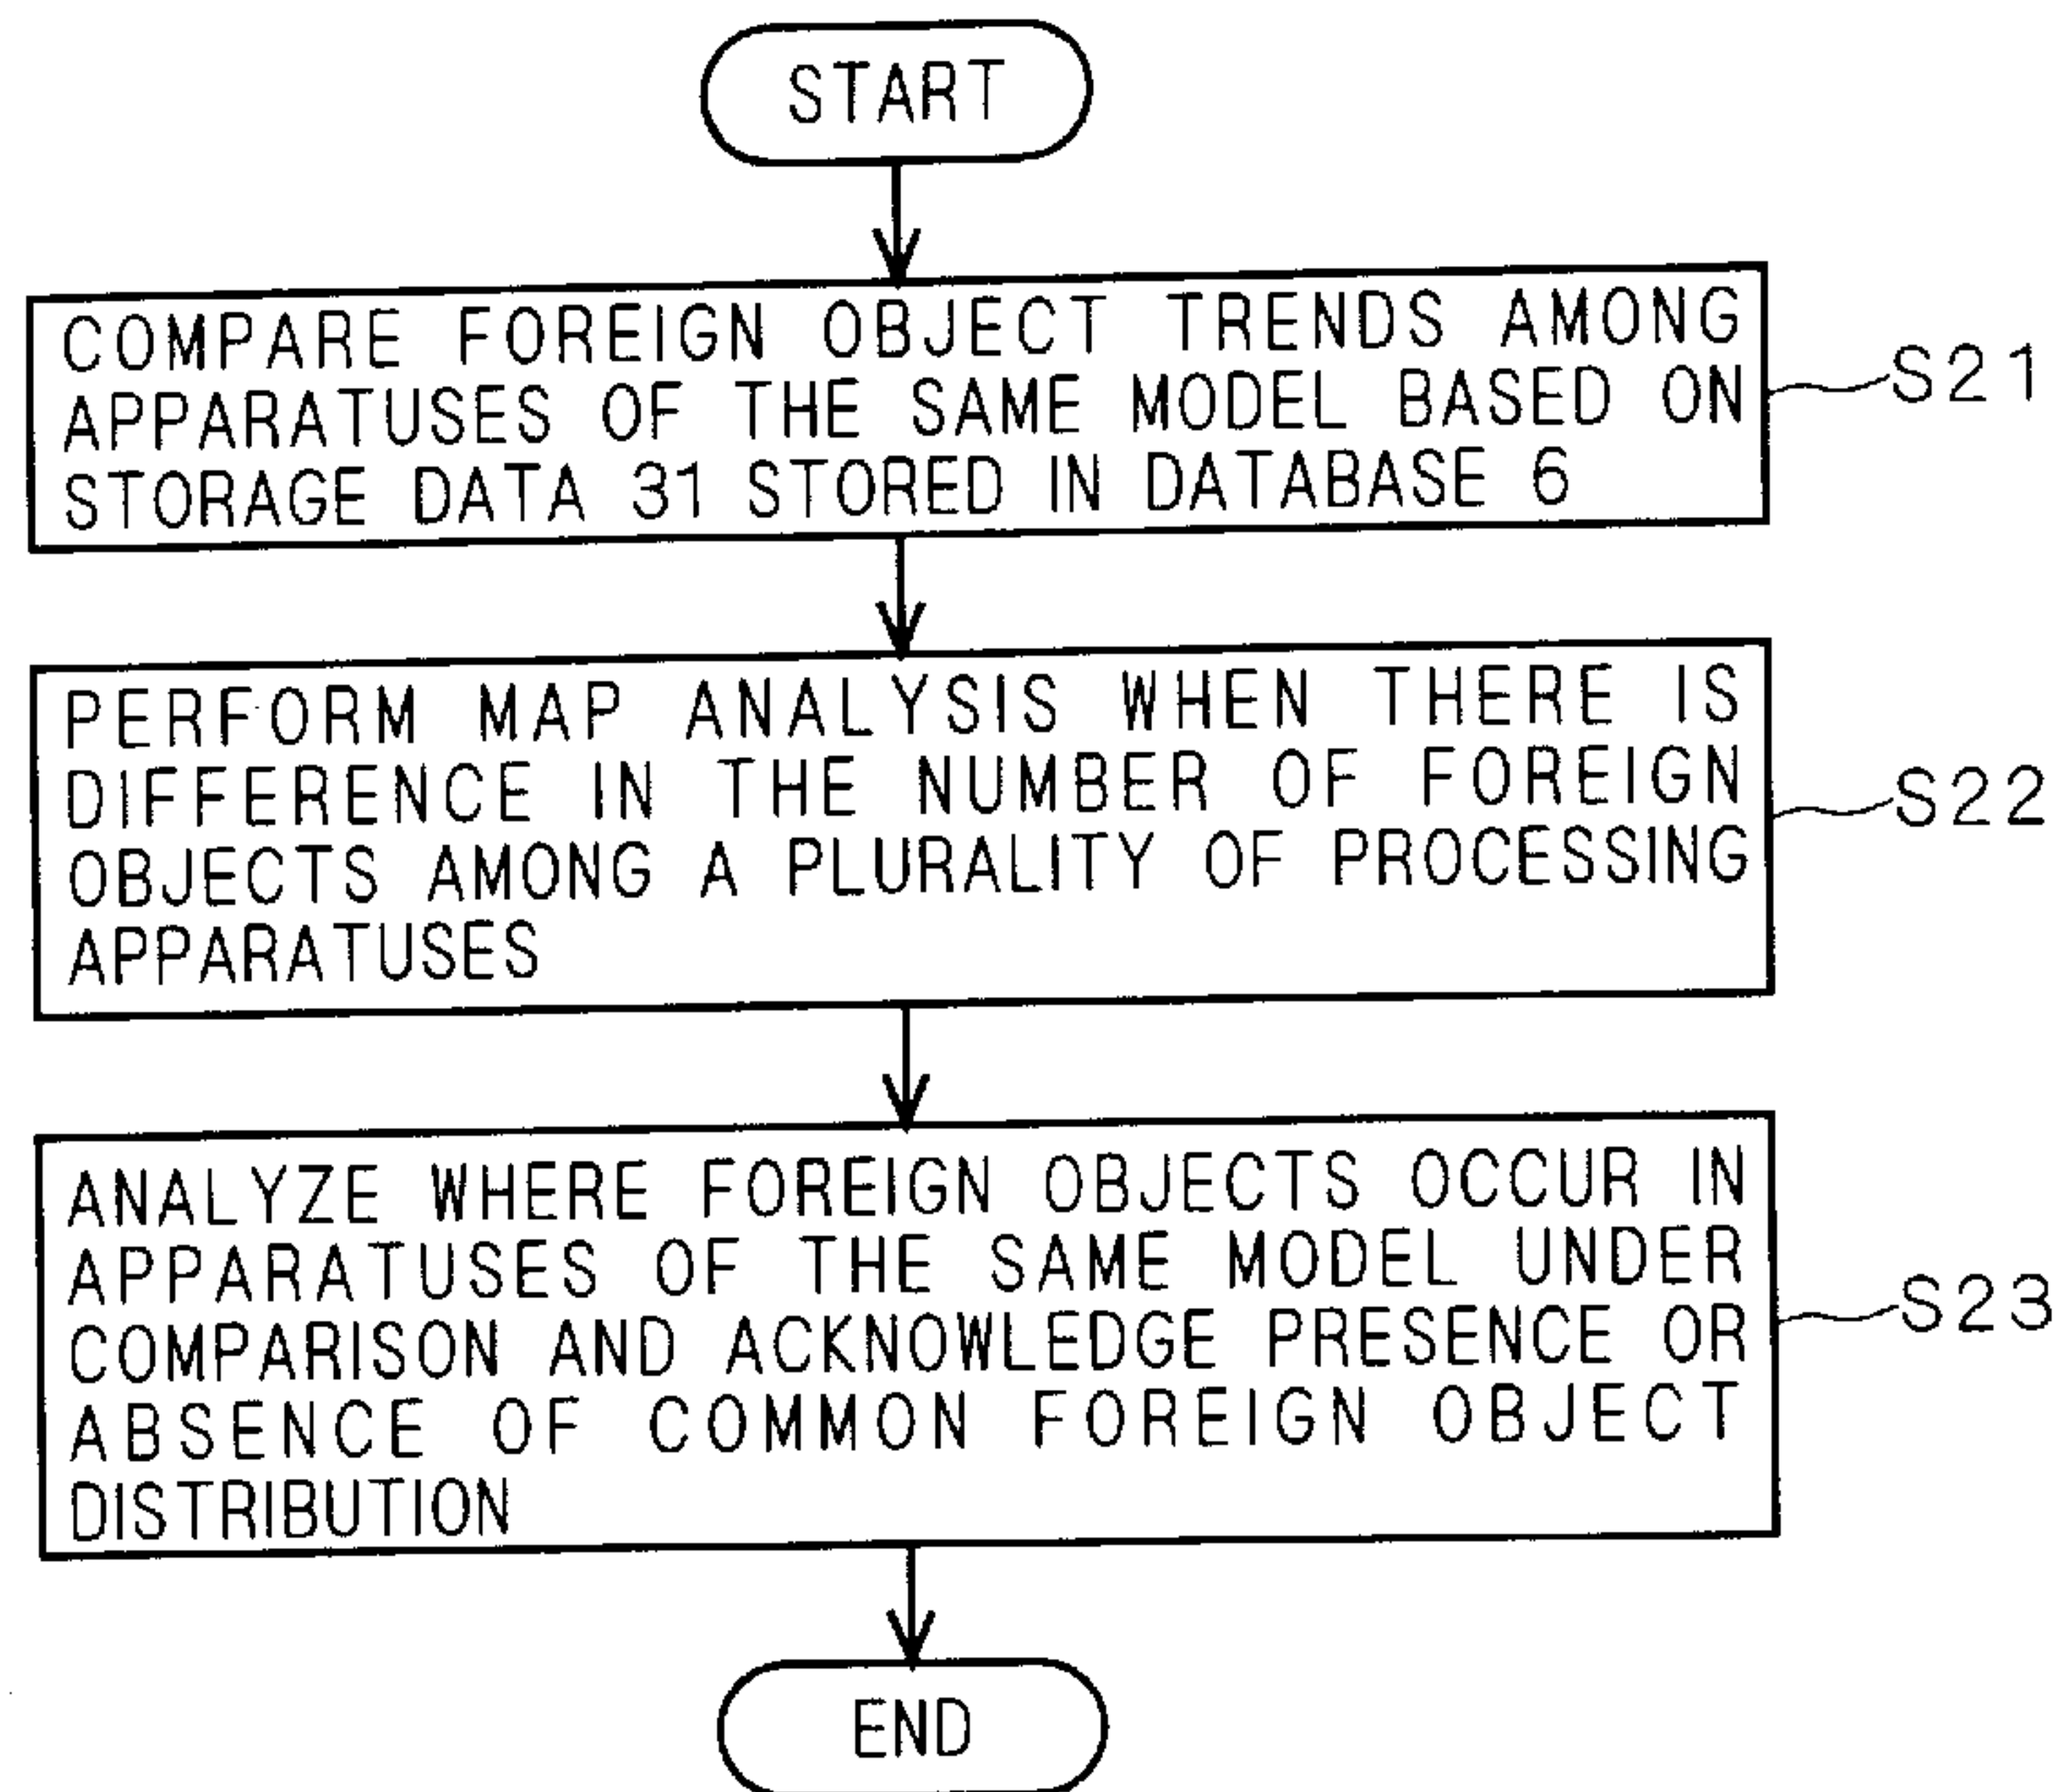 START
COMPARE FOREIGN OBJECT TRENDS AMONG
APPARATUSES OF THE SAME MODEL BASED ON
STORAGE DATA 31 STORED IN DATABASE 6
S21
PERFORM MAP ANALYSIS WHEN THERE IS
DIFFERENCE IN THE NUMBER OF FOREIGN
OBJECTS AMONG A PLURALITY OF PROCESSING
APPARATUSES
S22
ANALYZE WHERE FOREIGN OBJECTS OCCUR IN
APPARATUSES OF THE SAME MODEL UNDER
COMPARISON AND ACKNOWLEDGE PRESENCE OR
ABSENCE OF COMMON FOREIGN OBJECT
DISTRIBUTION
S23
END